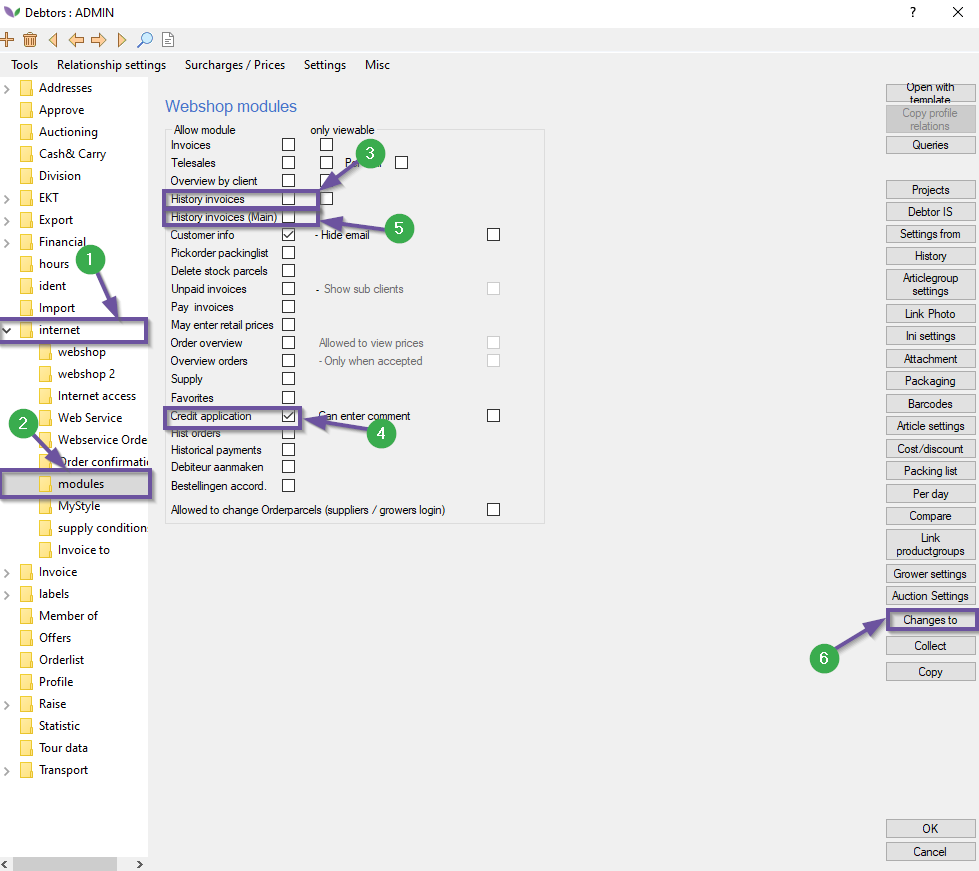 Debtors : ADMIN
?
Tools Relationship settings Surcharges / Prices Settings Misc
Addresses
Approve
Auctioning
Cash& Carry
Division
EKT
Export
Financial
hours
ident
Import
internet
webshop
webshop 2
Internet access
Web Service
Webservice Orde
Order confirmatio
modules
MyStyle
supply condition
Invoice to
Invoice
labels
Member of
Offers
Orderlist
Profile
Raise
Statistic
Tour data
Transport
1
2
Webshop modules
Allow module only viewable
Invoices
Telesales
Overview by client
History invoices
History invoices (Main)
Customer info - Hide email
Pickorder packinglist
Delete stock parcels
Unpaid invoices - Show sub clients
Pay invoices
May enter retail prices
Order overview Allowed to view prices
Overview orders - Only when accepted
Supply
Favorites
Credit application Can enter comment
Hist orders
Historical payments
Debiteur aanmaken
Bestellingen accord.
Allowed to change Orderparcels (suppliers / growers login)
3
5
4
6
Open with
template
Copy profile
relations
Queries
Projects
Debtor IS
Settings from
History
Articlegroup
settings
Link Photo
Ini settings
Attachment
Packaging
Barcodes
Article settings
Cost/discount
Packing list
Per day
Compare
Link
productgroups
Grower settings
Auction Settings
Changes to
Collect
Copy
OK
Cancel